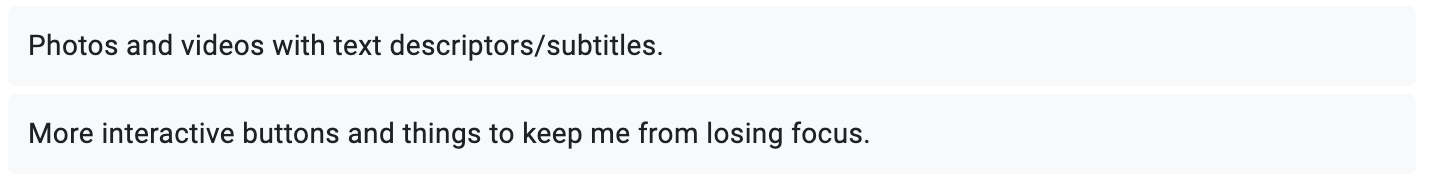 Photos and videos with text descriptors/subtitles.
More interactive buttons and things to keep me from losing focus.